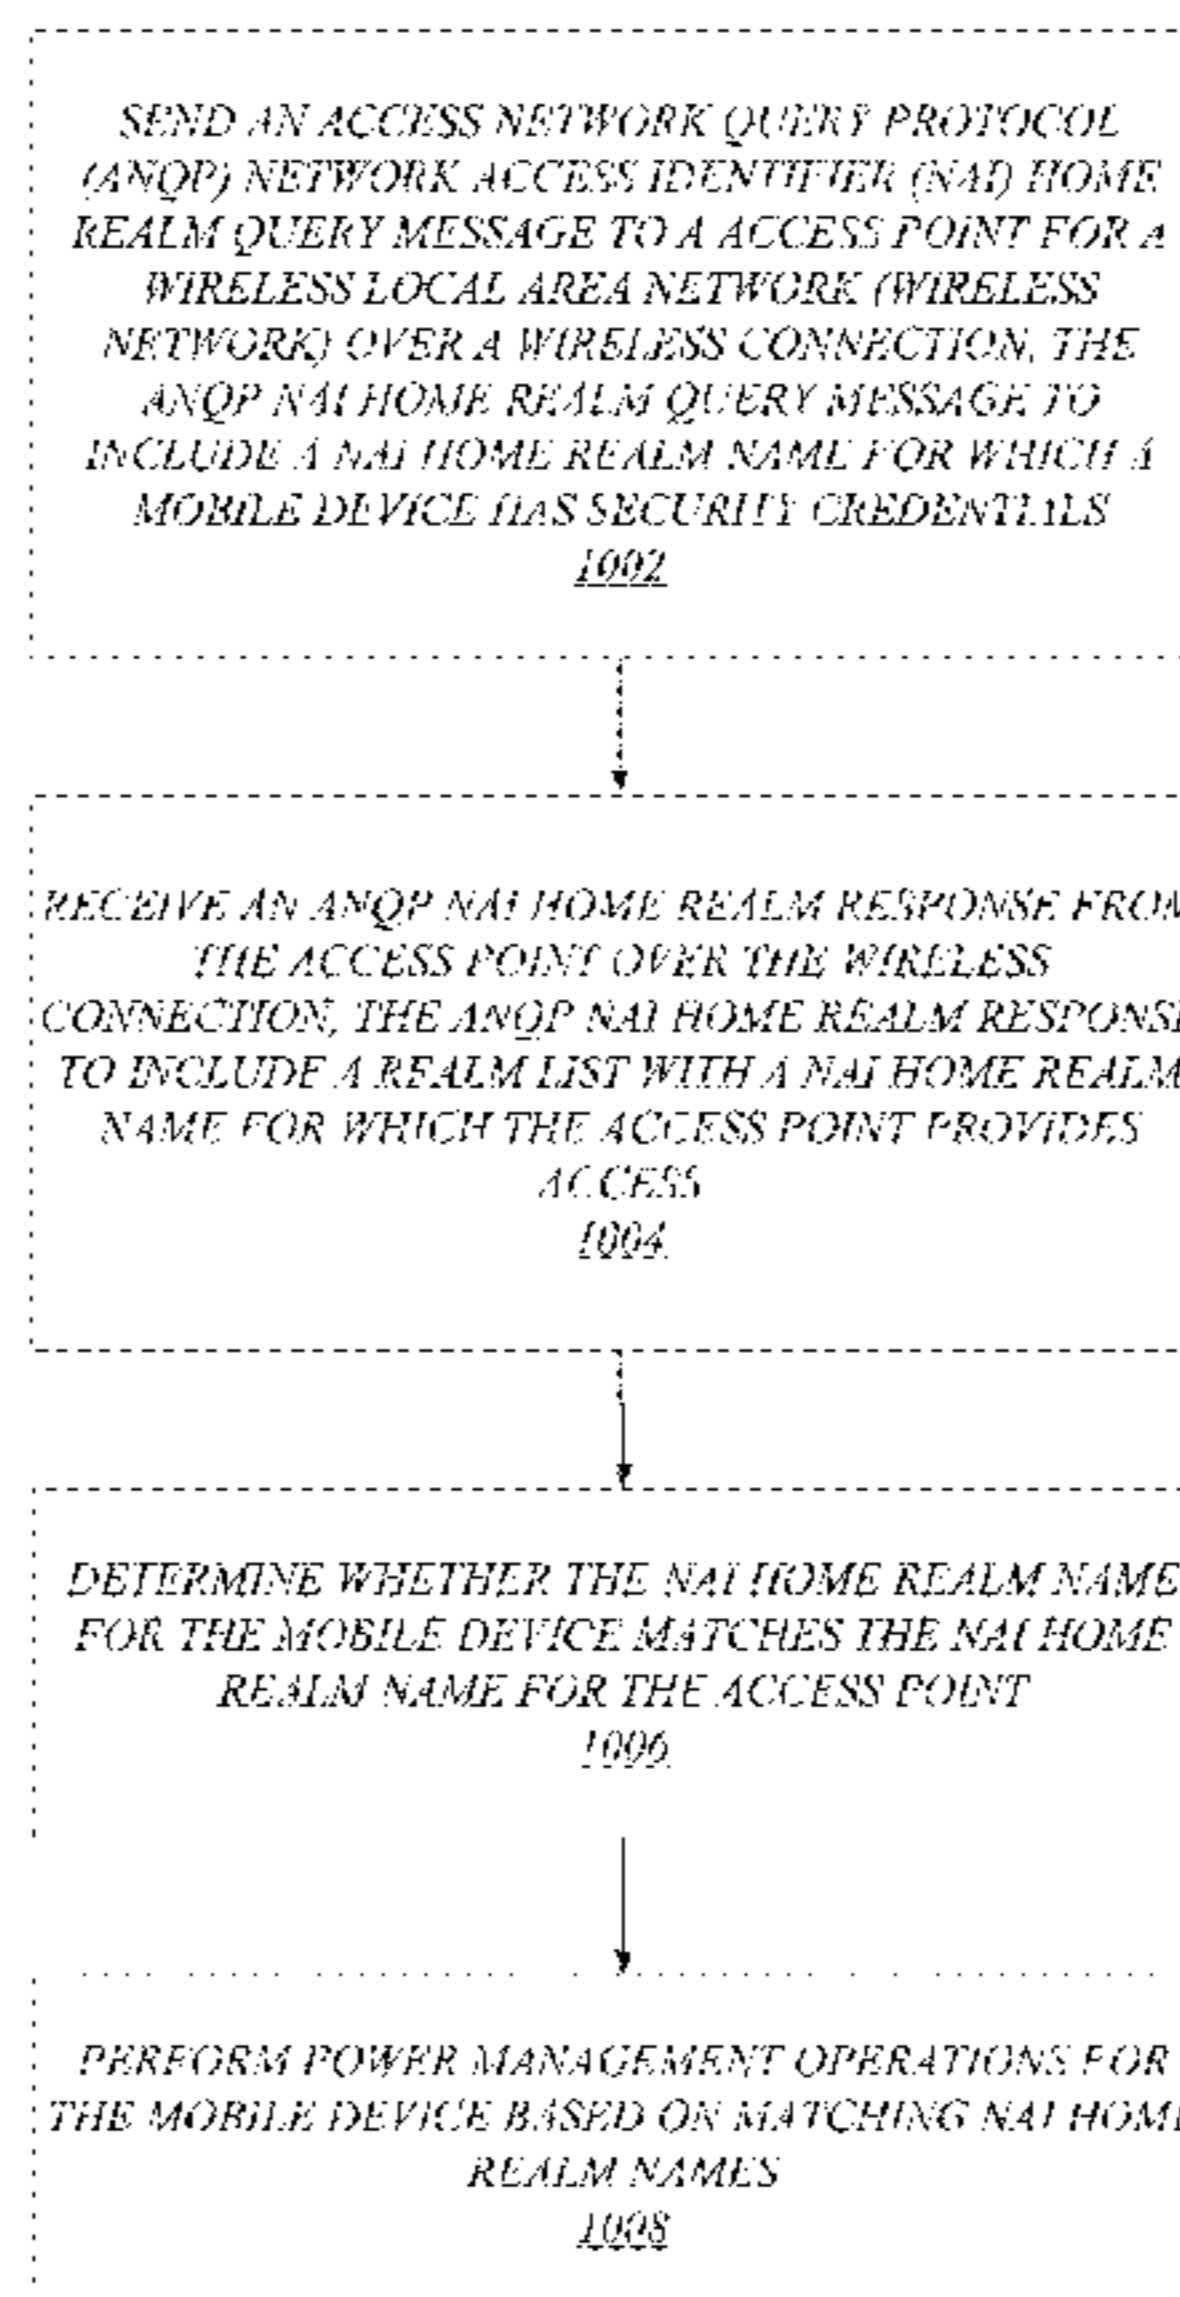 SEND AN ACCESS NETWORK QUERY PROTOCOL
(ANQP) NETWORK ACCESS IDENTIFIER (NAI) HOME
REALM QUERY MESSAGE TO A ACCESS POINT FOR A
WIRELESS LOCAL AREA NETWORK (WIRELESS
NETWORK) OVER A WIRELESS CONNECTION, THE
ANQP NAI HOME REALM QUERY MESSAGE TO
INCLUDE A NAI HOME REALM NAME FOR WHICH A
MOBILE DEVICE HAS SECURITY CREDENTIALS
1002
RECEIVE AN ANQP NAI HOME REALM RESPONSE FROM
THE ACCESS POINT OVER THE WIRELESS
CONNECTION, THE ANQP NAI HOME REALM RESPONSE
TO INCLUDE A REALM LIST WITH A NAI HOME REALM
NAME FOR WHICH THE ACCESS POINT PROVIDES
ACCESS
1004
DETERMINE WHETHER THE NAI HOME REALM NAME
FOR THE MOBILE DEVICE MATCHES THE NAI HOME
REALM NAME FOR THE ACCESS POINT
1006
PERFORM POWER MANAGEMENT OPERATIONS FOR
THE MOBILE DEVICE BASED ON MATCHING NAI HOME
REALM NAMES
1008